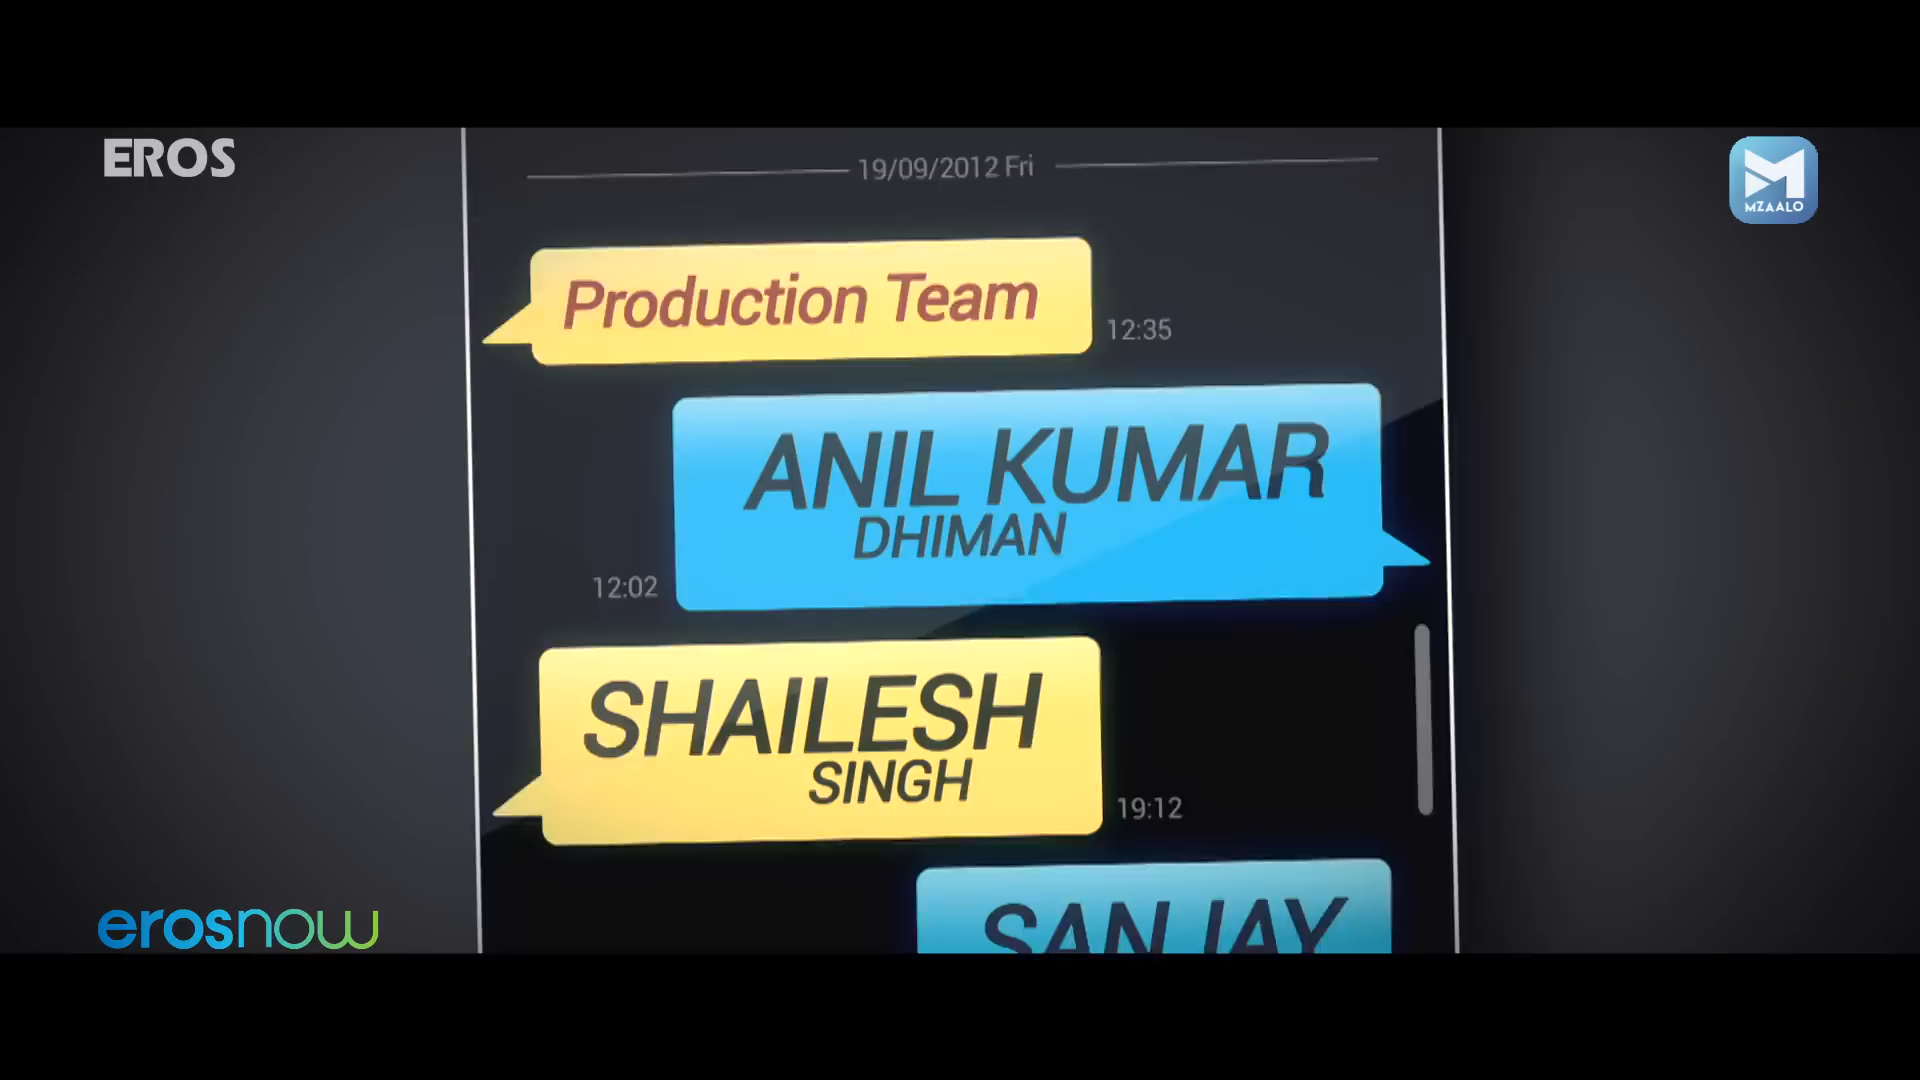 EROS
MZAALO
19/09/2012 Fri
Production Team
12:35
ANIL KUMAR
DHIMAN
12:02
SHAILESH
SINGH
19:12
SANJAY
erosnow